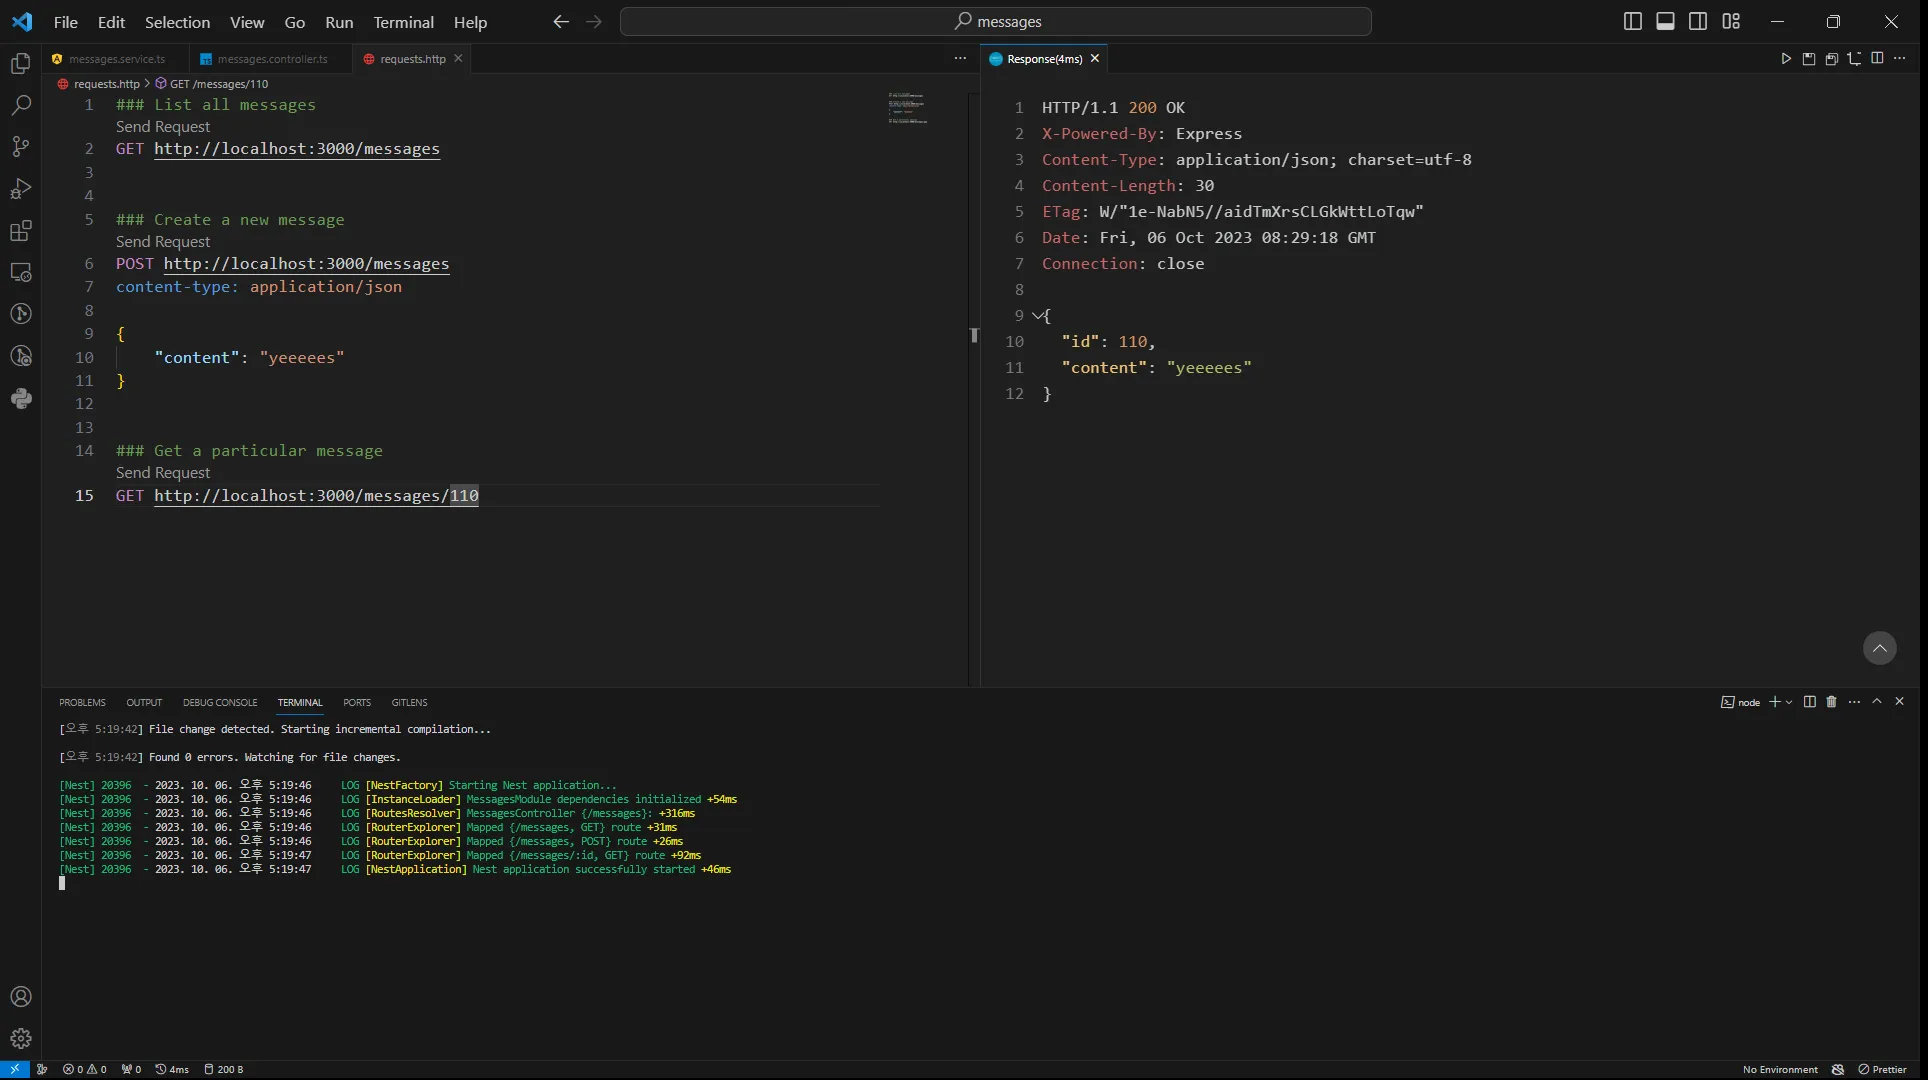 File Edit Selection View Go Run Terminal Help
messages
messages.service.ts messages.controller.ts requests.http
Response(4ms)
requests.http > GET /messages/110
1 ### List all messages
Send Request
2 GET http://localhost:3000/messages
3
4
5 ### Create a new message
Send Request
6 POST http://localhost:3000/messages
7 content-type: application/json
8
9 {
10 "content": "yeeeees"
11 }
12
13
14 ### Get a particular message
Send Request
15 GET http://localhost:3000/messages/110
1 HTTP/1.1 200 OK
2 X-Powered-By: Express
3 Content-Type: application/json; charset=utf-8
4 Content-Length: 30
5 ETag: W/"1e-NabN5//aidTmXrsCLGkWttLoTqw"
6 Date: Fri, 06 Oct 2023 08:29:18 GMT
7 Connection: close
8
9 {
10 "id": 110,
11 "content": "yeeeees"
12 }
PROBLEMS OUTPUT DEBUG CONSOLE TERMINAL PORTS GITLENS
node
[오후 5:19:42] File change detected. Starting incremental compilation...
[오후 5:19:42] Found 0 errors. Watching for file changes.
[Nest] 20396 - 2023. 10. 06. 오후 5:19:46 LOG [NestFactory] Starting Nest application...
[Nest] 20396 - 2023. 10. 06. 오후 5:19:46 LOG [InstanceLoader] MessagesModule dependencies initialized +54ms
[Nest] 20396 - 2023. 10. 06. 오후 5:19:46 LOG [RoutesResolver] MessagesController {/messages}: +316ms
[Nest] 20396 - 2023. 10. 06. 오후 5:19:46 LOG [RouterExplorer] Mapped {/messages, GET} route +31ms
[Nest] 20396 - 2023. 10. 06. 오후 5:19:46 LOG [RouterExplorer] Mapped {/messages, POST} route +26ms
[Nest] 20396 - 2023. 10. 06. 오후 5:19:47 LOG [RouterExplorer] Mapped {/messages/:id, GET} route +92ms
[Nest] 20396 - 2023. 10. 06. 오후 5:19:47 LOG [NestApplication] Nest application successfully started +46ms
0 0 0 4ms 200 B
No Environment Prettier